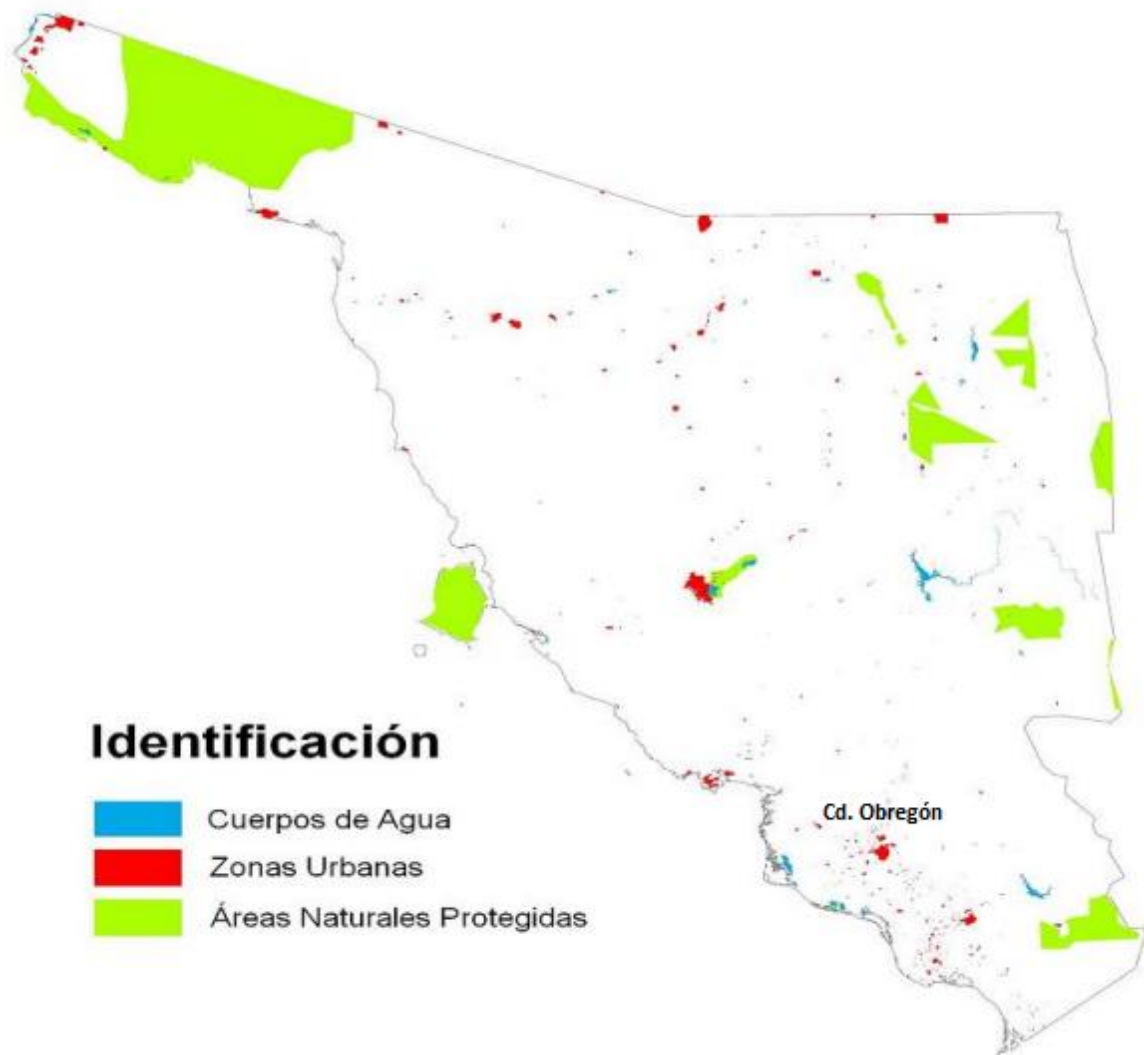 Cd. Obregón
Identificación
Cuerpos de Agua
Zonas Urbanas
Áreas Naturales Protegidas